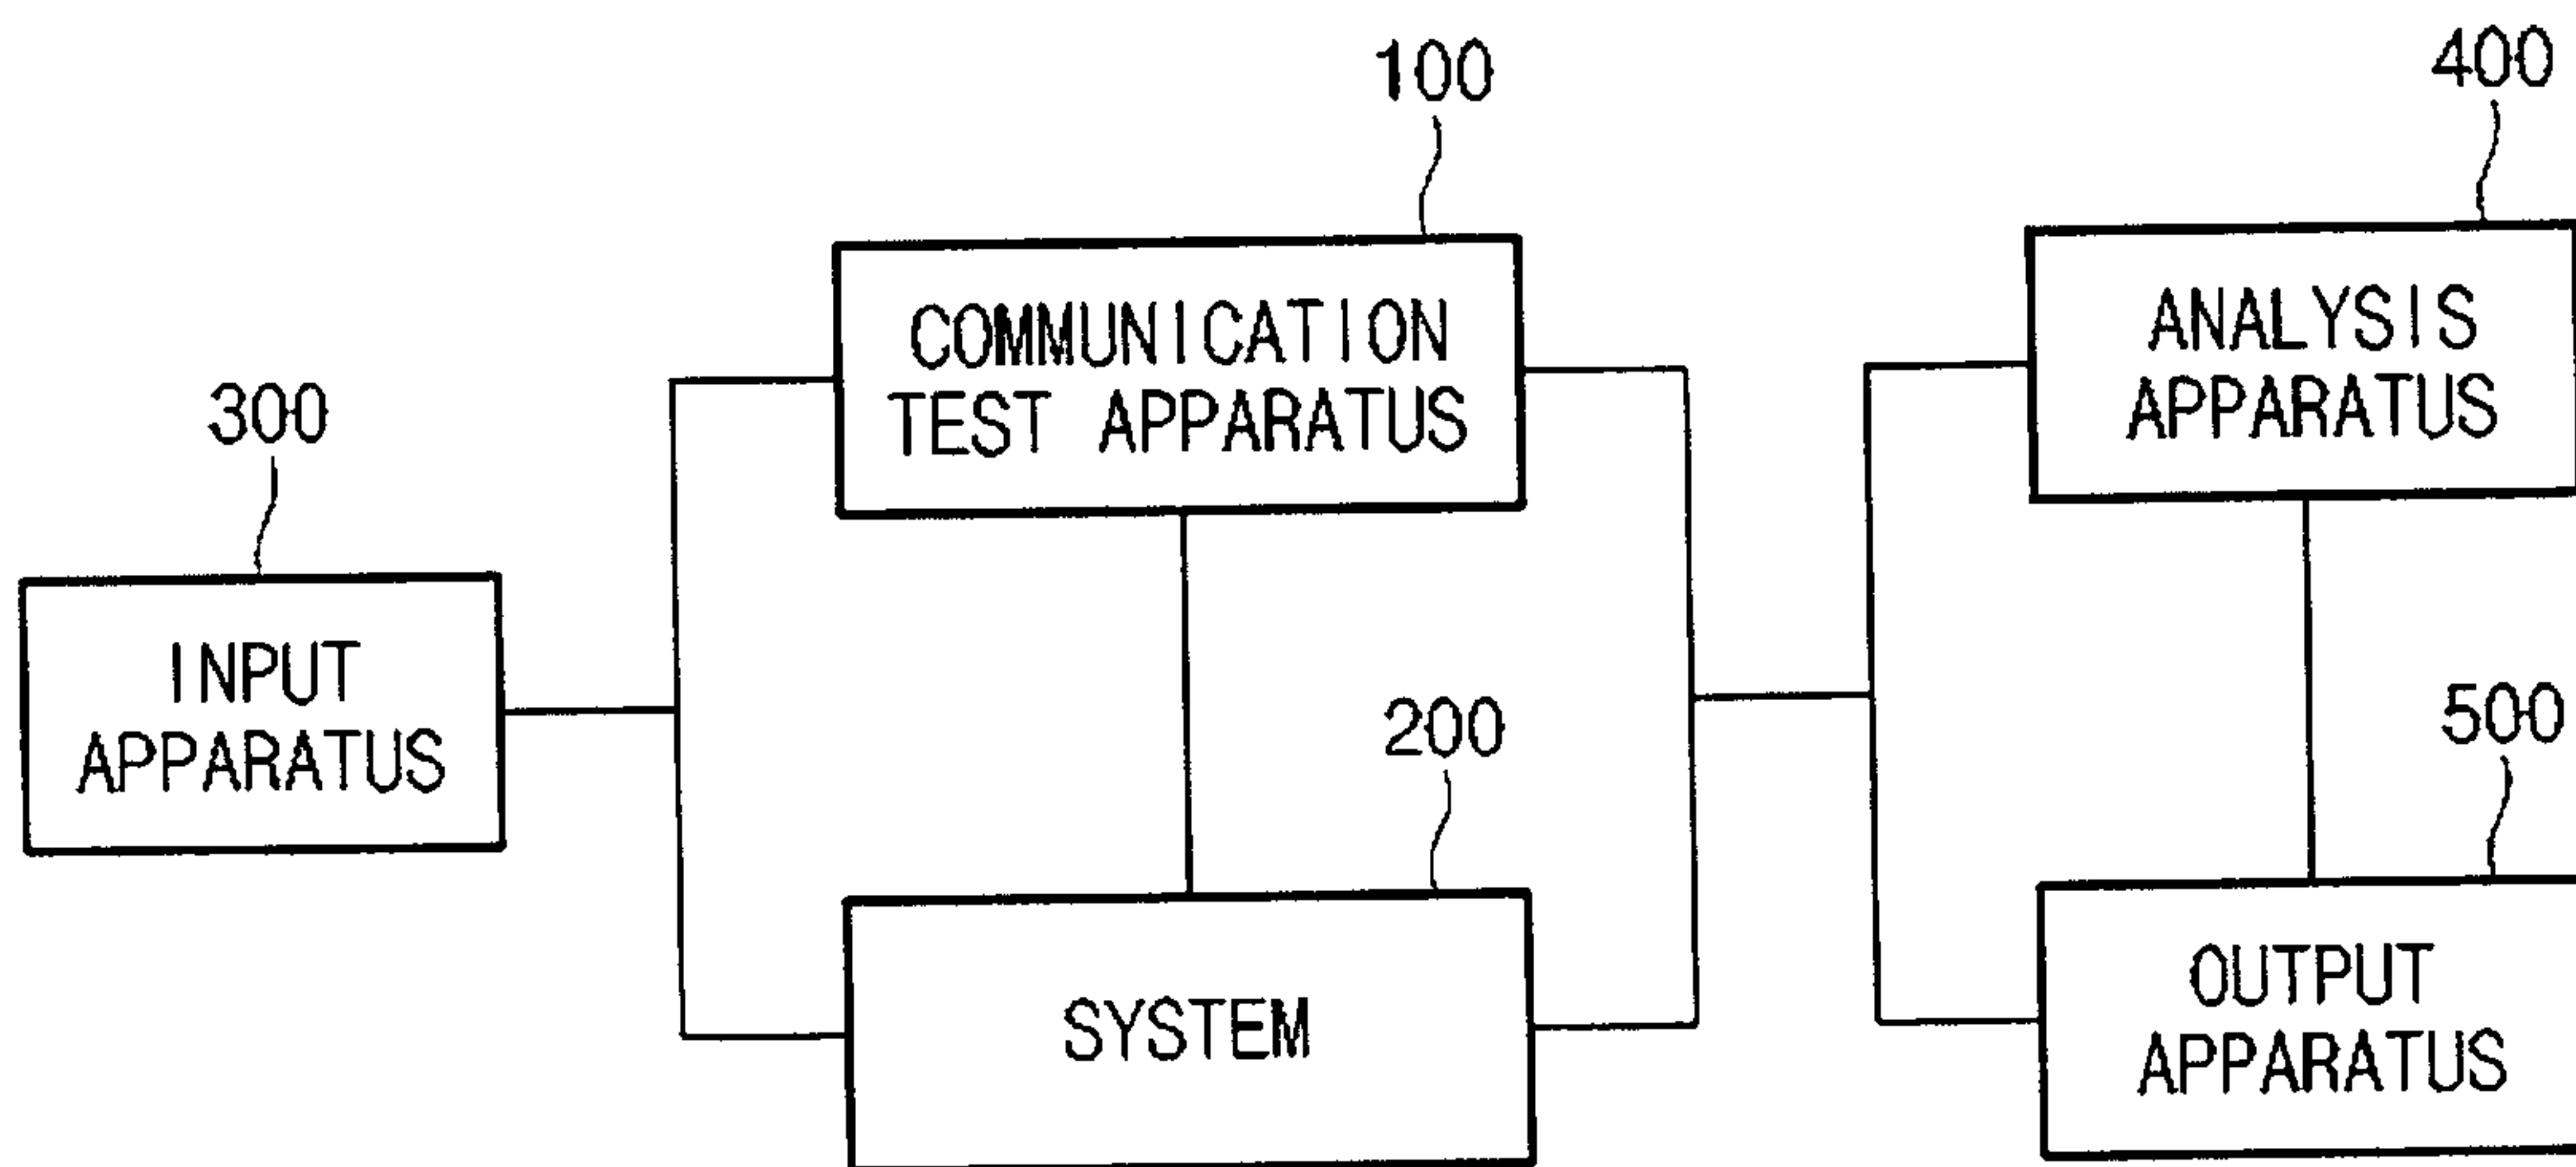 100
COMMUNICATION
TEST APPARATUS
400
ANALYSIS
APPARATUS
300
INPUT
APPARATUS
200
SYSTEM
500
OUTPUT
APPARATUS